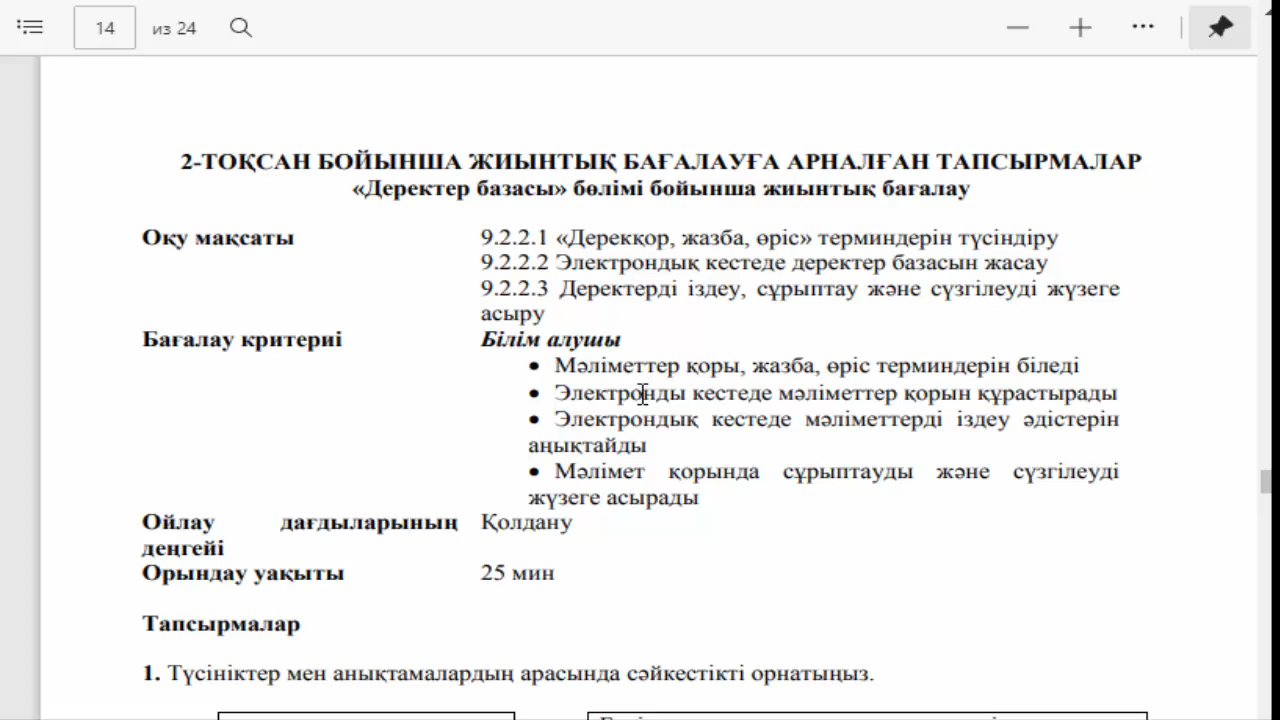 14 из 24
2-ТОҚСАН БОЙЫНША ЖИЫНТЫҚ БАҒАЛАУҒА АРНАЛҒАН ТАПСЫРМАЛАР
«Деректер базасы» бөлімі бойынша жиынтық бағалау
Оқу мақсаты 9.2.2.1 «Дерекқор, жазба, өріс» терминдерін түсіндіру
9.2.2.2 Электрондық кестеде деректер базасын жасау
9.2.2.3 Деректерді іздеу, сұрыптау және сүзгілеуді жүзеге
асыру
Бағалау критериі Білім алушы
• Мәліметтер қоры, жазба, өріс терминдерін біледі
• Электронды кестеде мәліметтер қорын құрастырады
• Электрондық кестеде мәліметтерді іздеу әдістерін
аңықтайды
• Мәлімет қорында сұрыптауды және сүзгілеуді
жүзеге асырады
Ойлау дағдыларының Қолдану
деңгейі
Орындау уақыты 25 мин
Тапсырмалар
1. Түсініктер мен анықтамалардың арасында сәйкестікті орнатыңыз.